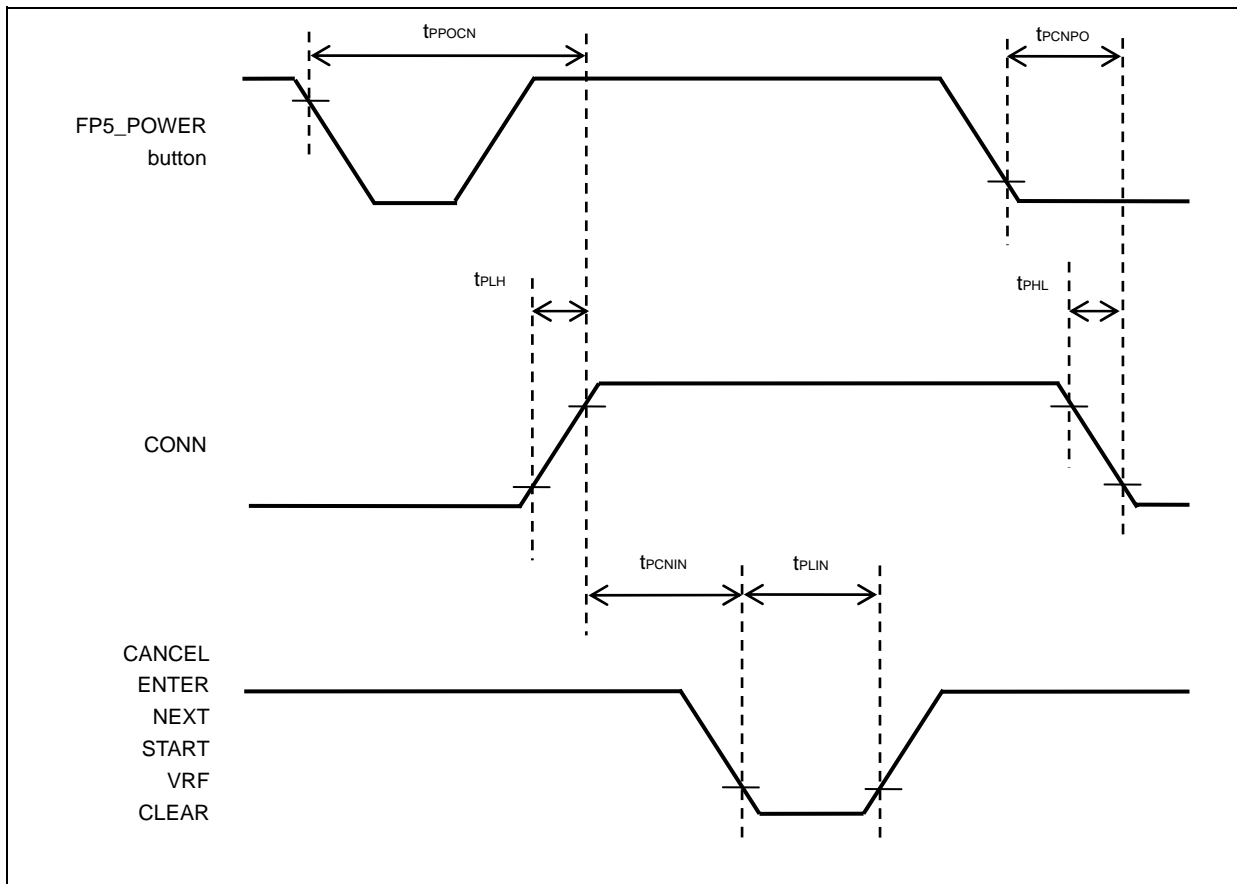 tPPOCN
tPCNPO
FP5_POWER
button
tPLH
tPHL
CONN
tPCNIN
tPLIN
CANCEL
ENTER
NEXT
START
VRF
CLEAR